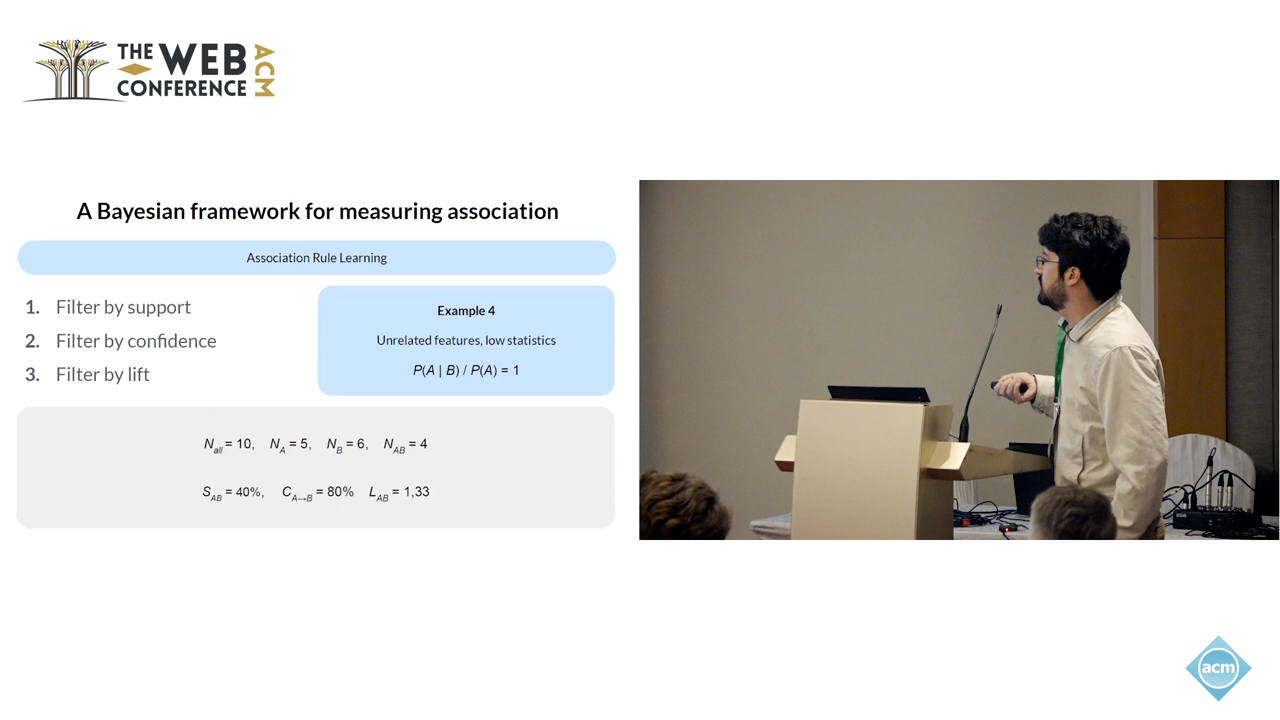 THE WEB
CONFERENCE
ACM
A Bayesian framework for measuring association
Association Rule Learning
1. Filter by support
2. Filter by confidence
3. Filter by lift
Example 4
Unrelated features, low statistics
P(A | B) / P(A) = 1
N_all = 10, N_A = 5, N_B = 6, N_AB = 4
S_AB = 40%, C_A→B = 80% L_AB = 1,33
acm